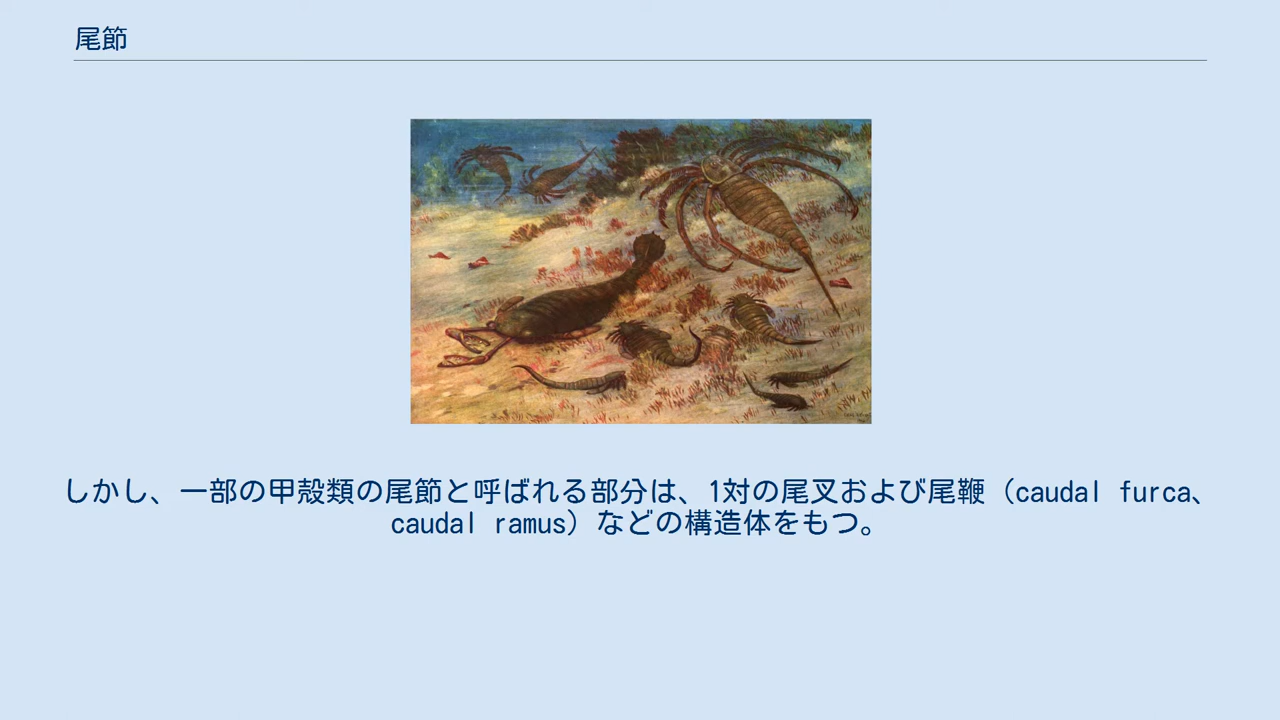 尾節
しかし、一部の甲殻類の尾節と呼ばれる部分は、1対の尾叉および尾鞭（caudal furca、
caudal ramus）などの構造体をもつ。